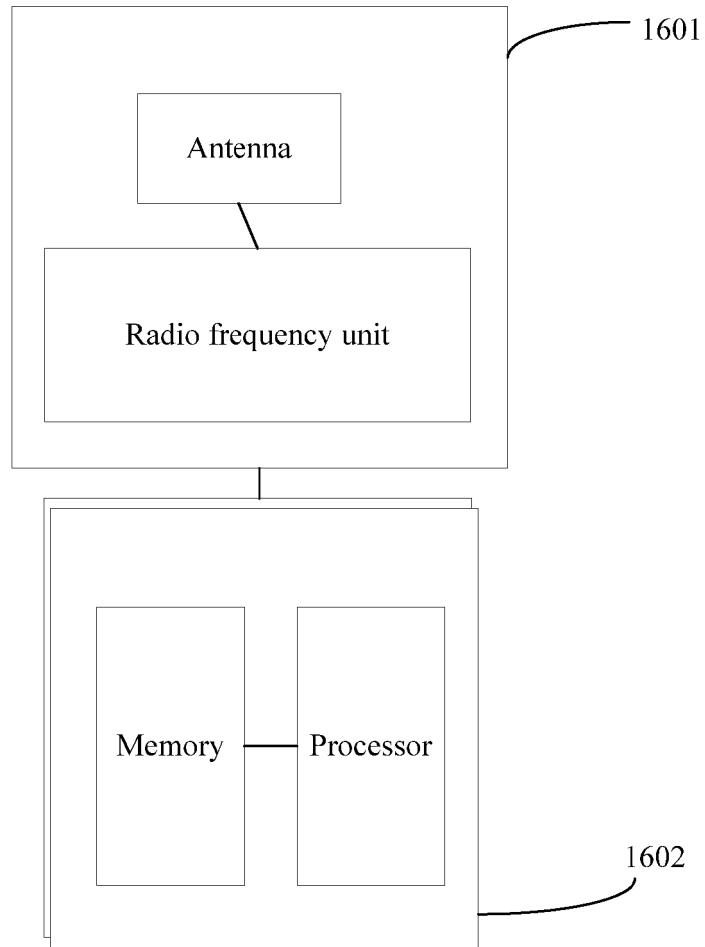 1601
Antenna
Radio frequency unit
Memory
Processor
1602